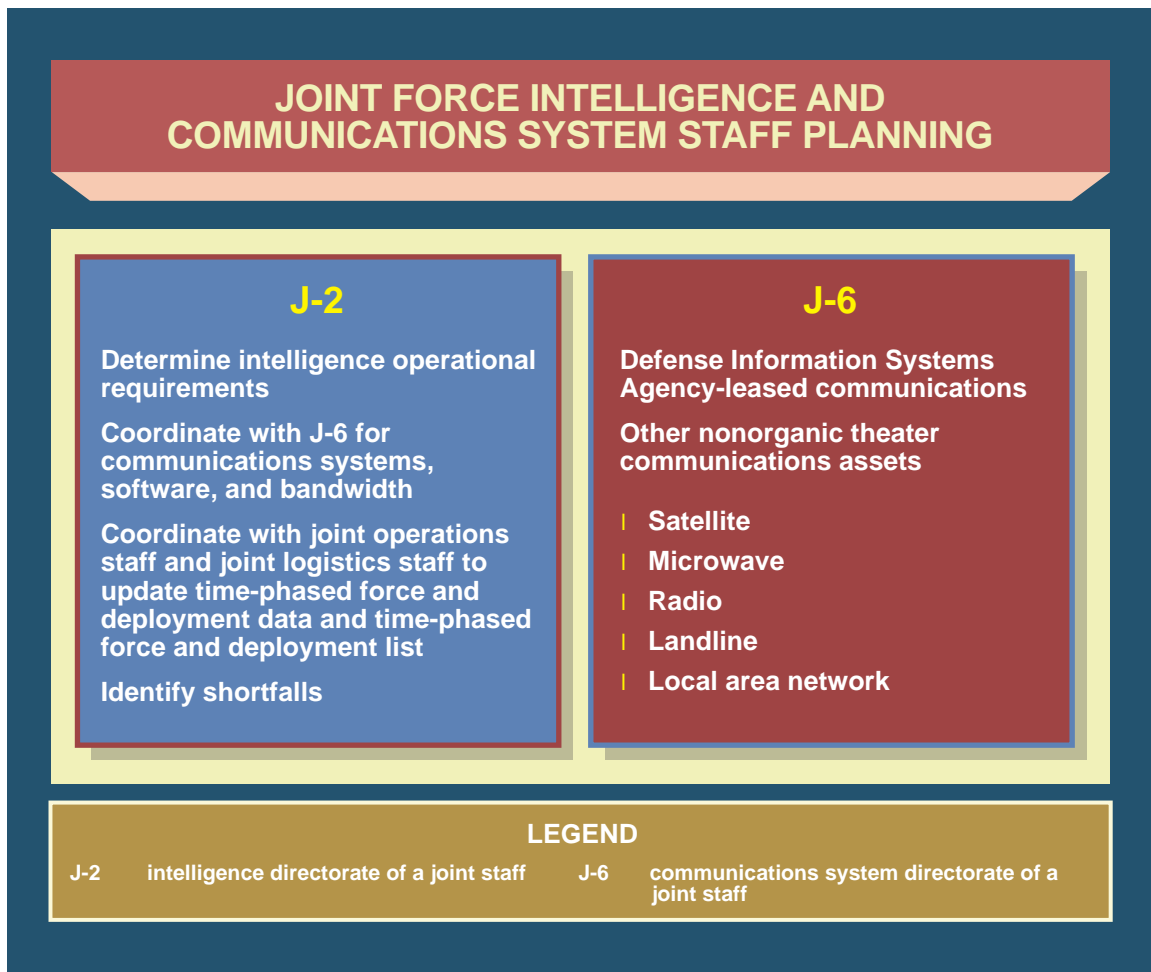 JOINT FORCE INTELLIGENCE AND
COMMUNICATIONS SYSTEM STAFF PLANNING
J-2
Determine intelligence operational
requirements
Coordinate with J-6 for
communications systems,
software, and bandwidth
Coordinate with joint operations
staff and joint logistics staff to
update time-phased force and
deployment data and time-phased
force and deployment list
Identify shortfalls
J-6
Defense Information Systems
Agency-leased communications
Other nonorganic theater
communications assets
l Satellite
l Microwave
l Radio
l Landline
l Local area network
LEGEND
J-2 intelligence directorate of a joint staff
J-6 communications system directorate of a
joint staff